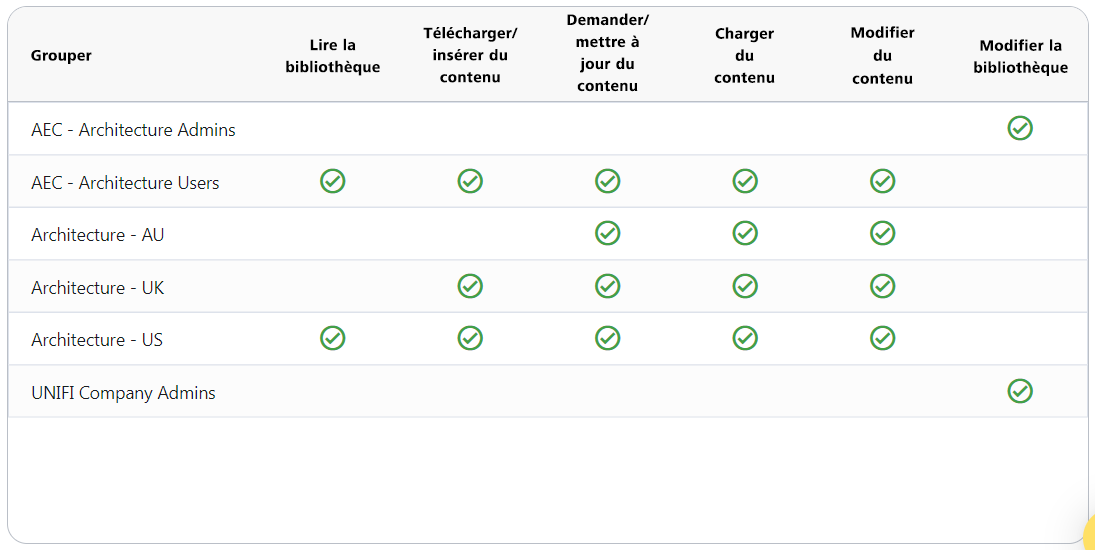 Grouper
Lire la
bibliothèque
Télécharger/
insérer du
contenu
Demander/
mettre à
jour du
contenu
Charger
du
contenu
Modifier
du
contenu
Modifier la
bibliothèque
AEC - Architecture Admins
AEC - Architecture Users
Architecture - AU
Architecture - UK
Architecture - US
UNIFI Company Admins